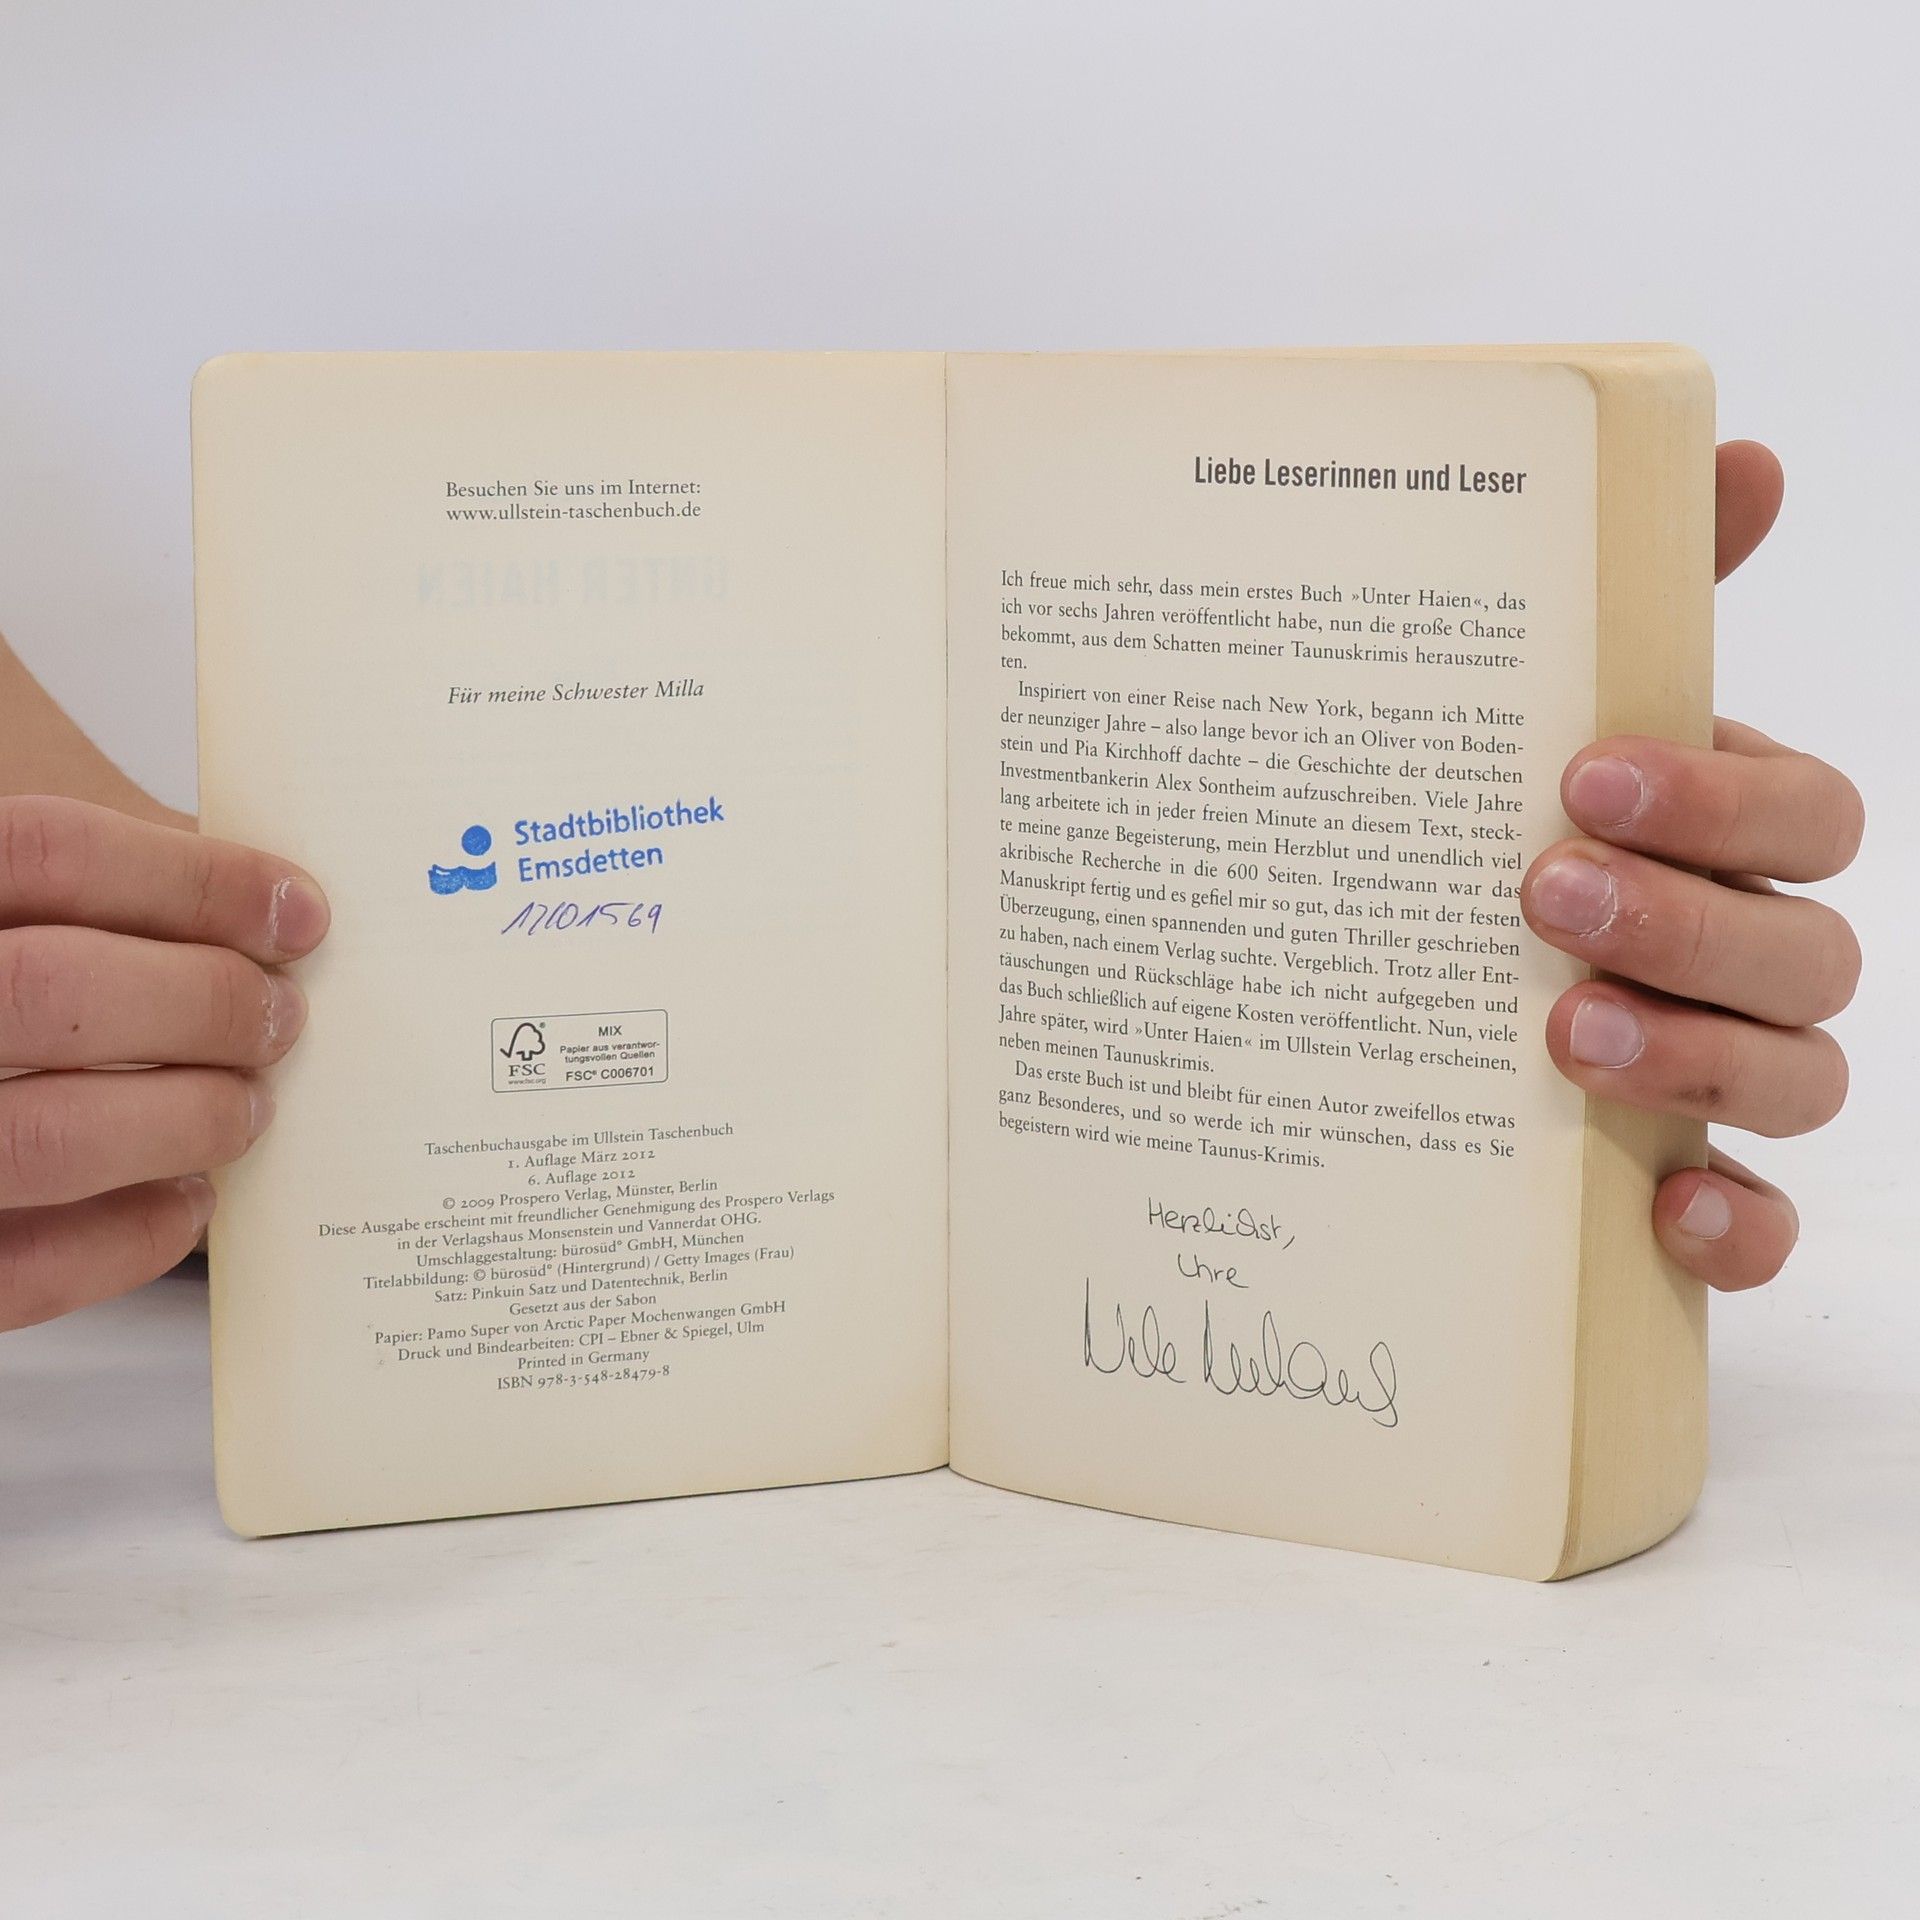 Besuchen Sie uns im Internet:
www.ullstein-taschenbuch.de
UNTER HAIEN
Für meine Schwester Milla
Stadtbibliothek
Emsdetten
FSC
www.fsc.org
MIX
Papier aus verantwor-
tungsvollen Quellen
FSC® C006701
Taschenbuchausgabe im Ullstein Taschenbuch
1. Auflage März 2012
6. Auflage 2012
© 2009 Prospero Verlag, Münster, Berlin
Diese Ausgabe erscheint mit freundlicher Genehmigung des Prospero Verlags
in der Verlagshaus Monsenstein und Vannerdat OHG.
Umschlaggestaltung: bürosüd° GmbH, München
Titelabbildung: © bürosüd° (Hintergrund) / Getty Images (Frau)
Satz: Pinkuin Satz und Datentechnik, Berlin
Gesetzt aus der Sabon
Papier: Pamo Super von Arctic Paper Mochenwangen GmbH
Druck und Bindearbeiten: CPI – Ebner & Spiegel, Ulm
Printed in Germany
ISBN 978-3-548-28479-8
Liebe Leserinnen und Leser
Ich freue mich sehr, dass mein erstes Buch »Unter Haien«, das
ich vor sechs Jahren veröffentlicht habe, nun die große Chance
bekommt, aus dem Schatten meiner Taunuskrimis herauszutre-
ten.
Inspiriert von einer Reise nach New York, begann ich Mitte
der neunziger Jahre – also lange bevor ich an Oliver von Boden-
stein und Pia Kirchhoff dachte – die Geschichte der deutschen
Investmentbankerin Alex Sontheim aufzuschreiben. Viele Jahre
lang arbeitete ich in jeder freien Minute an diesem Text, steck-
te meine ganze Begeisterung, mein Herzblut und unendlich viel
akribische Recherche in die 600 Seiten. Irgendwann war das
Manuskript fertig und es gefiel mir so gut, das ich mit der festen
Überzeugung, einen spannenden und guten Thriller geschrieben
zu haben, nach einem Verlag suchte. Vergeblich. Trotz aller Ent-
täuschungen und Rückschläge habe ich nicht aufgegeben und
das Buch schließlich auf eigene Kosten veröffentlicht. Nun, viele
Jahre später, wird »Unter Haien« im Ullstein Verlag erscheinen,
neben meinen Taunuskrimis.
Das erste Buch ist und bleibt für einen Autor zweifellos etwas
ganz Besonderes, und so werde ich mir wünschen, dass es Sie
begeistern wird wie meine Taunus-Krimis.
Herzlichst,
Ihre
Nele Neuhaus